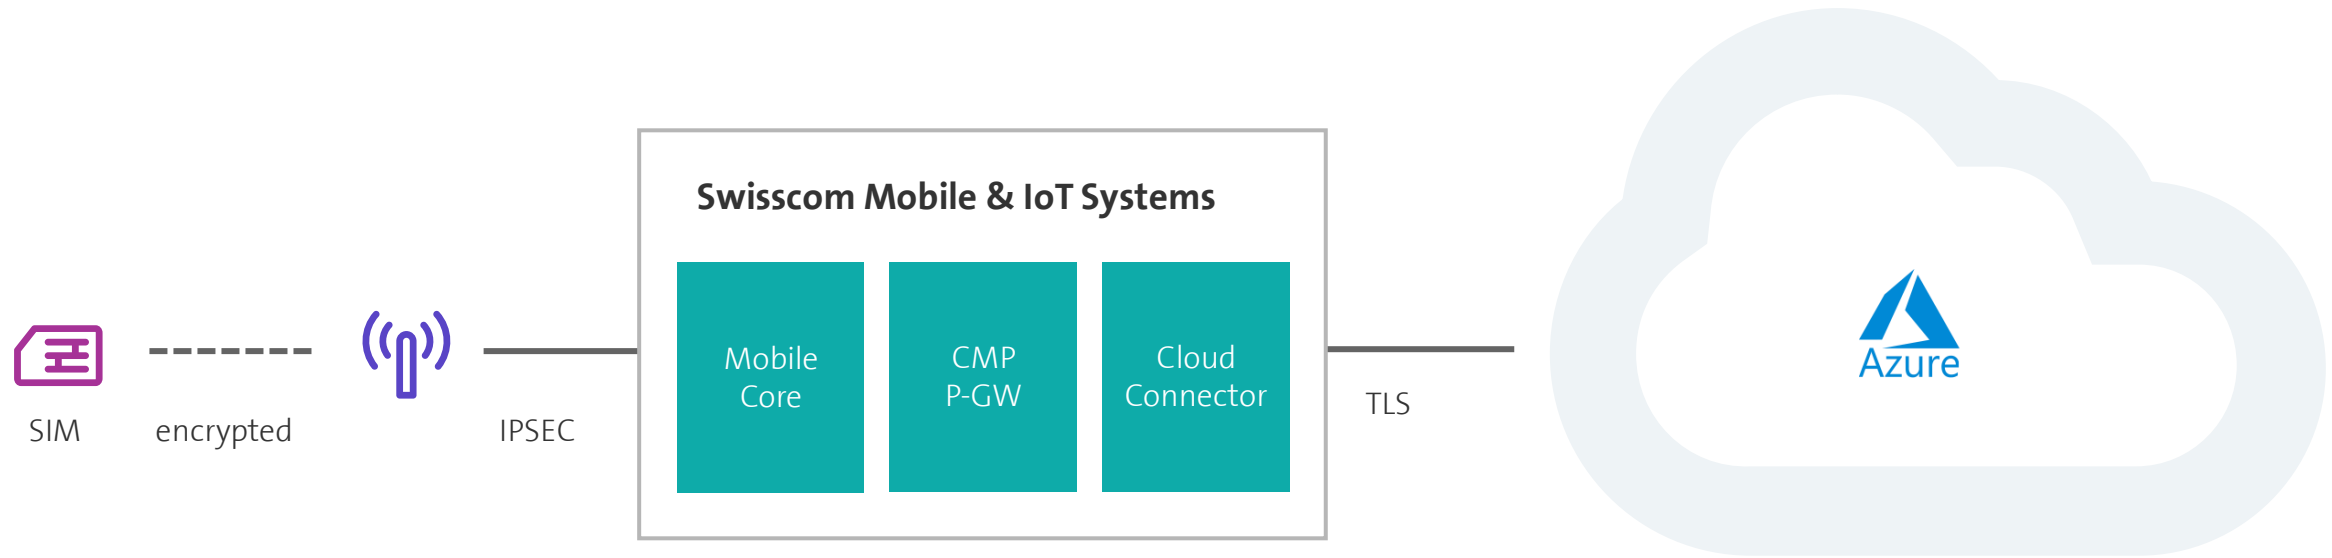 Swisscom Mobile & IoT Systems
Mobile
Core
CMP
P-GW
Cloud
Connector
SIM
encrypted
IPSEC
TLS
Azure